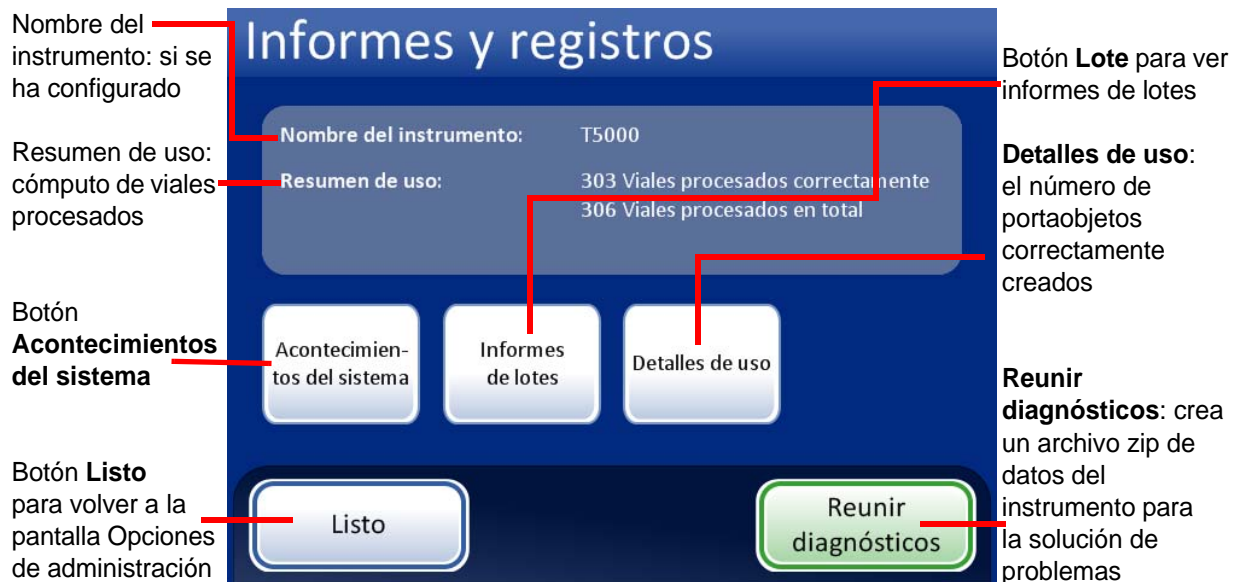 Nombre del
instrumento: si se
ha configurado
Resumen de uso:
cómputo de viales
procesados
Botón
Acontecimientos
del sistema
Botón Listo
para volver a la
pantalla Opciones
de administración
Informes y registros
Nombre del instrumento: T5000
Resumen de uso: 303 Viales procesados correctamente
306 Viales procesados en total
Acontecimien-
tos del sistema
Informes
de lotes
Detalles de uso
Listo
Reunir
diagnósticos
Botón Lote para ver
informes de lotes
Detalles de uso:
el número de
portaobjetos
correctamente
creados
Reunir
diagnósticos: crea
un archivo zip de
datos del
instrumento para
la solución de
problemas